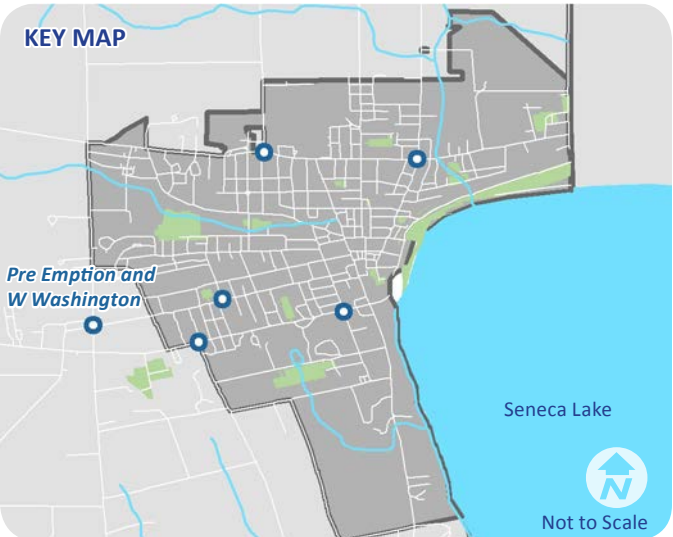 KEY MAP
Pre Emption and
W Washington
Seneca Lake
N
Not to Scale